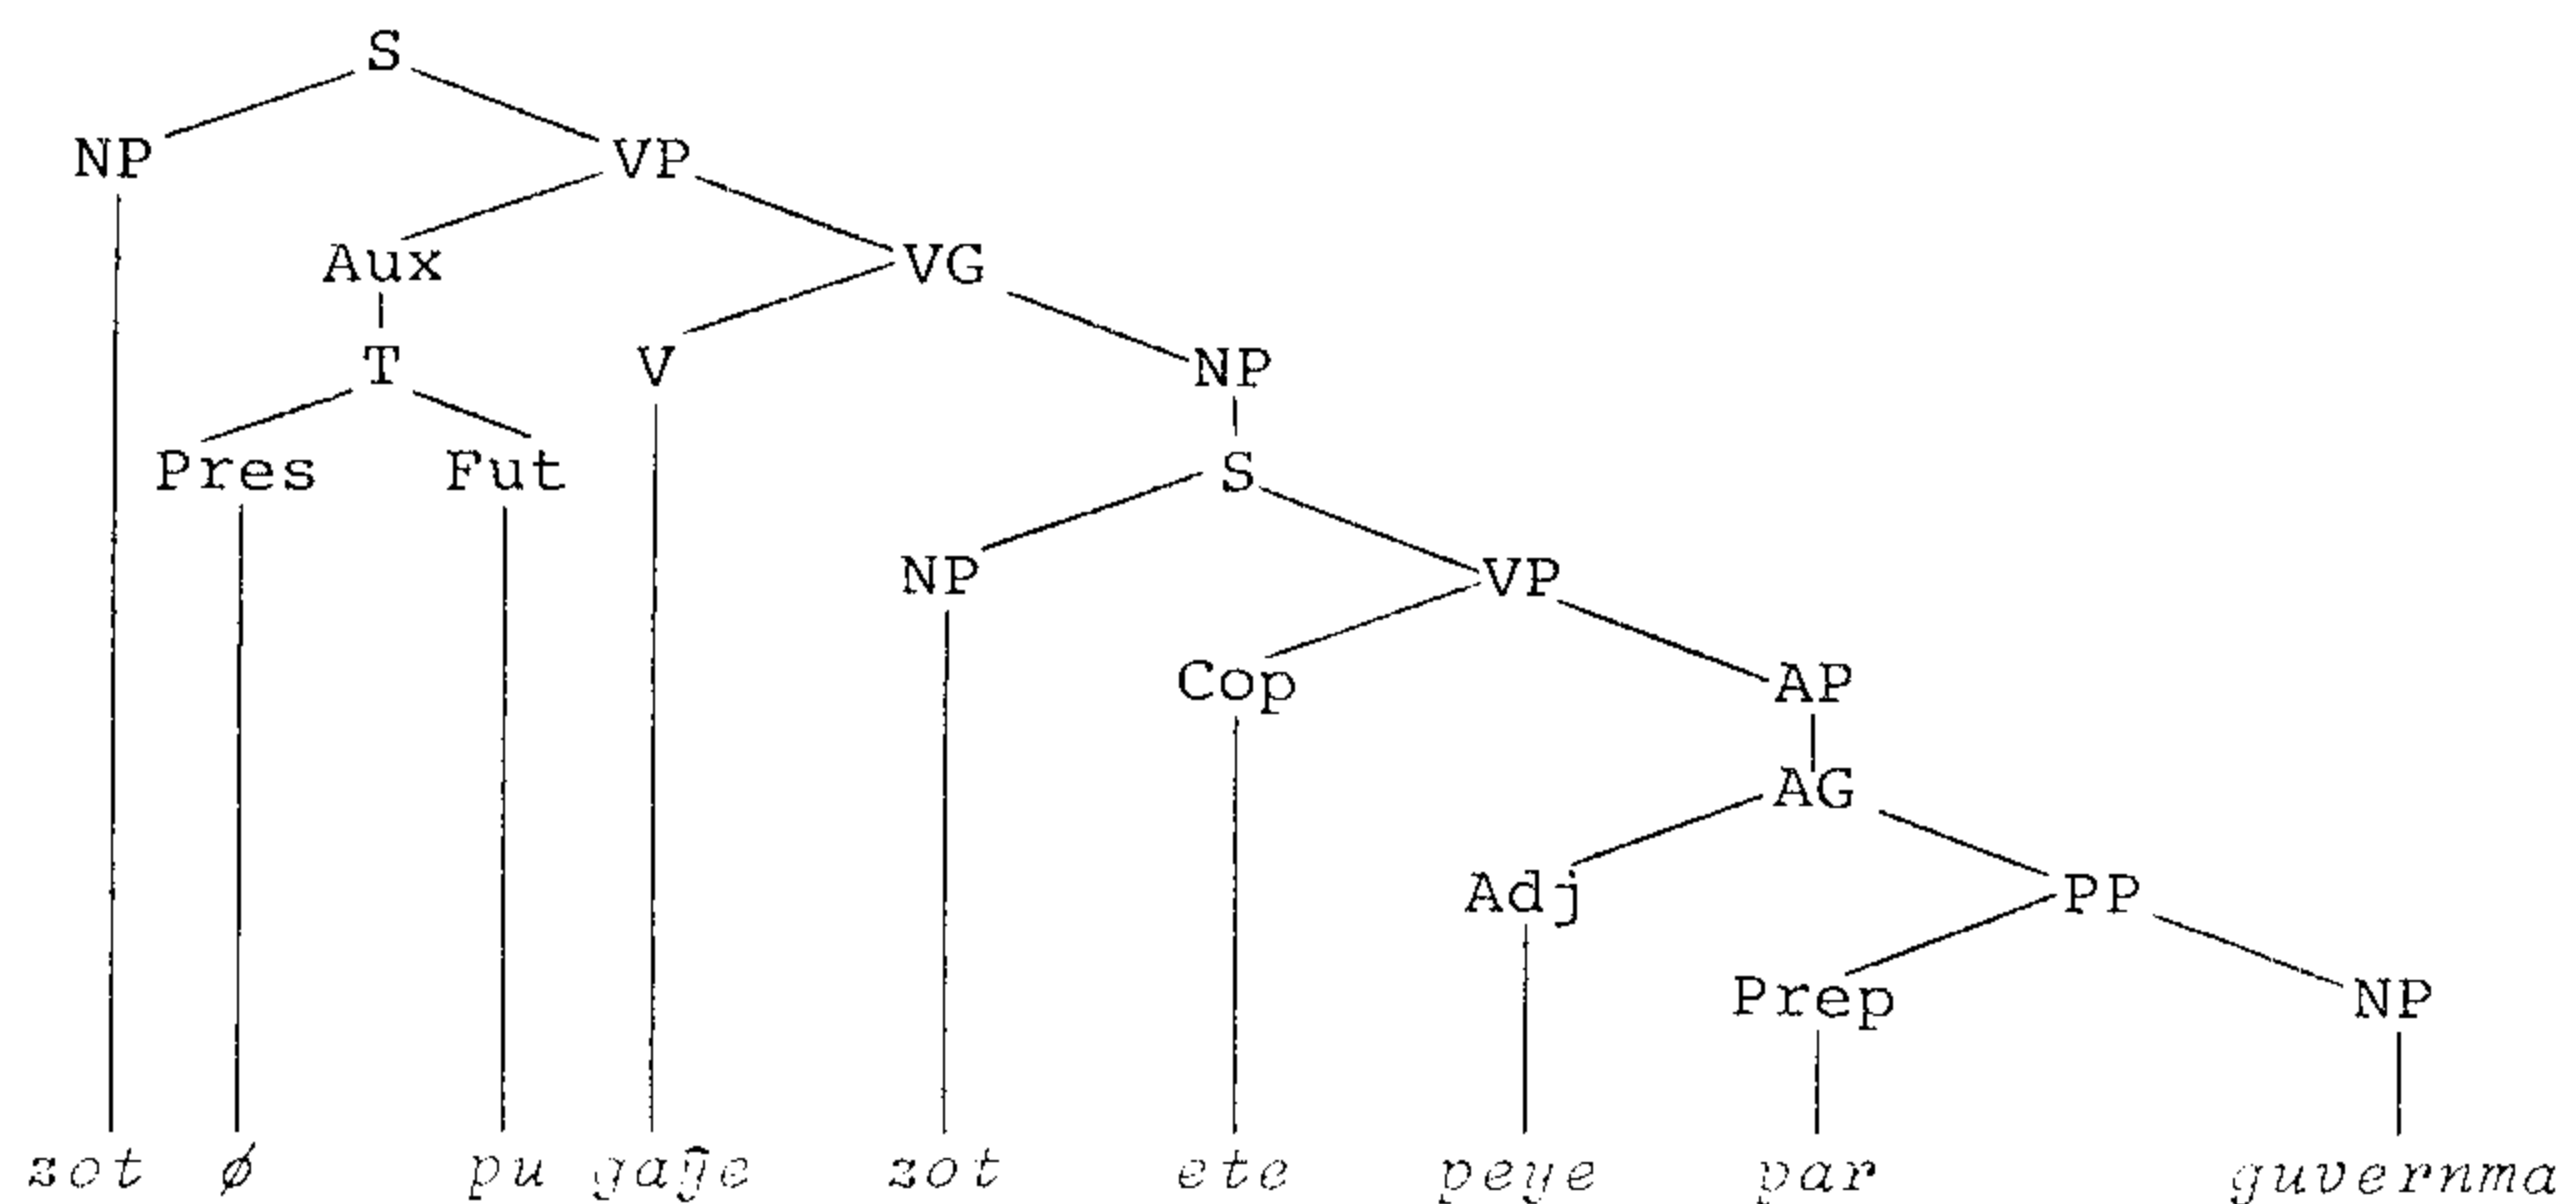 S
NP VP
Aux VG
T V NP
Pres Fut S
NP VP
Cop AP
AG
Adj PP
Prep NP
zot ø pu gaỹe zot ete peye par guvernma